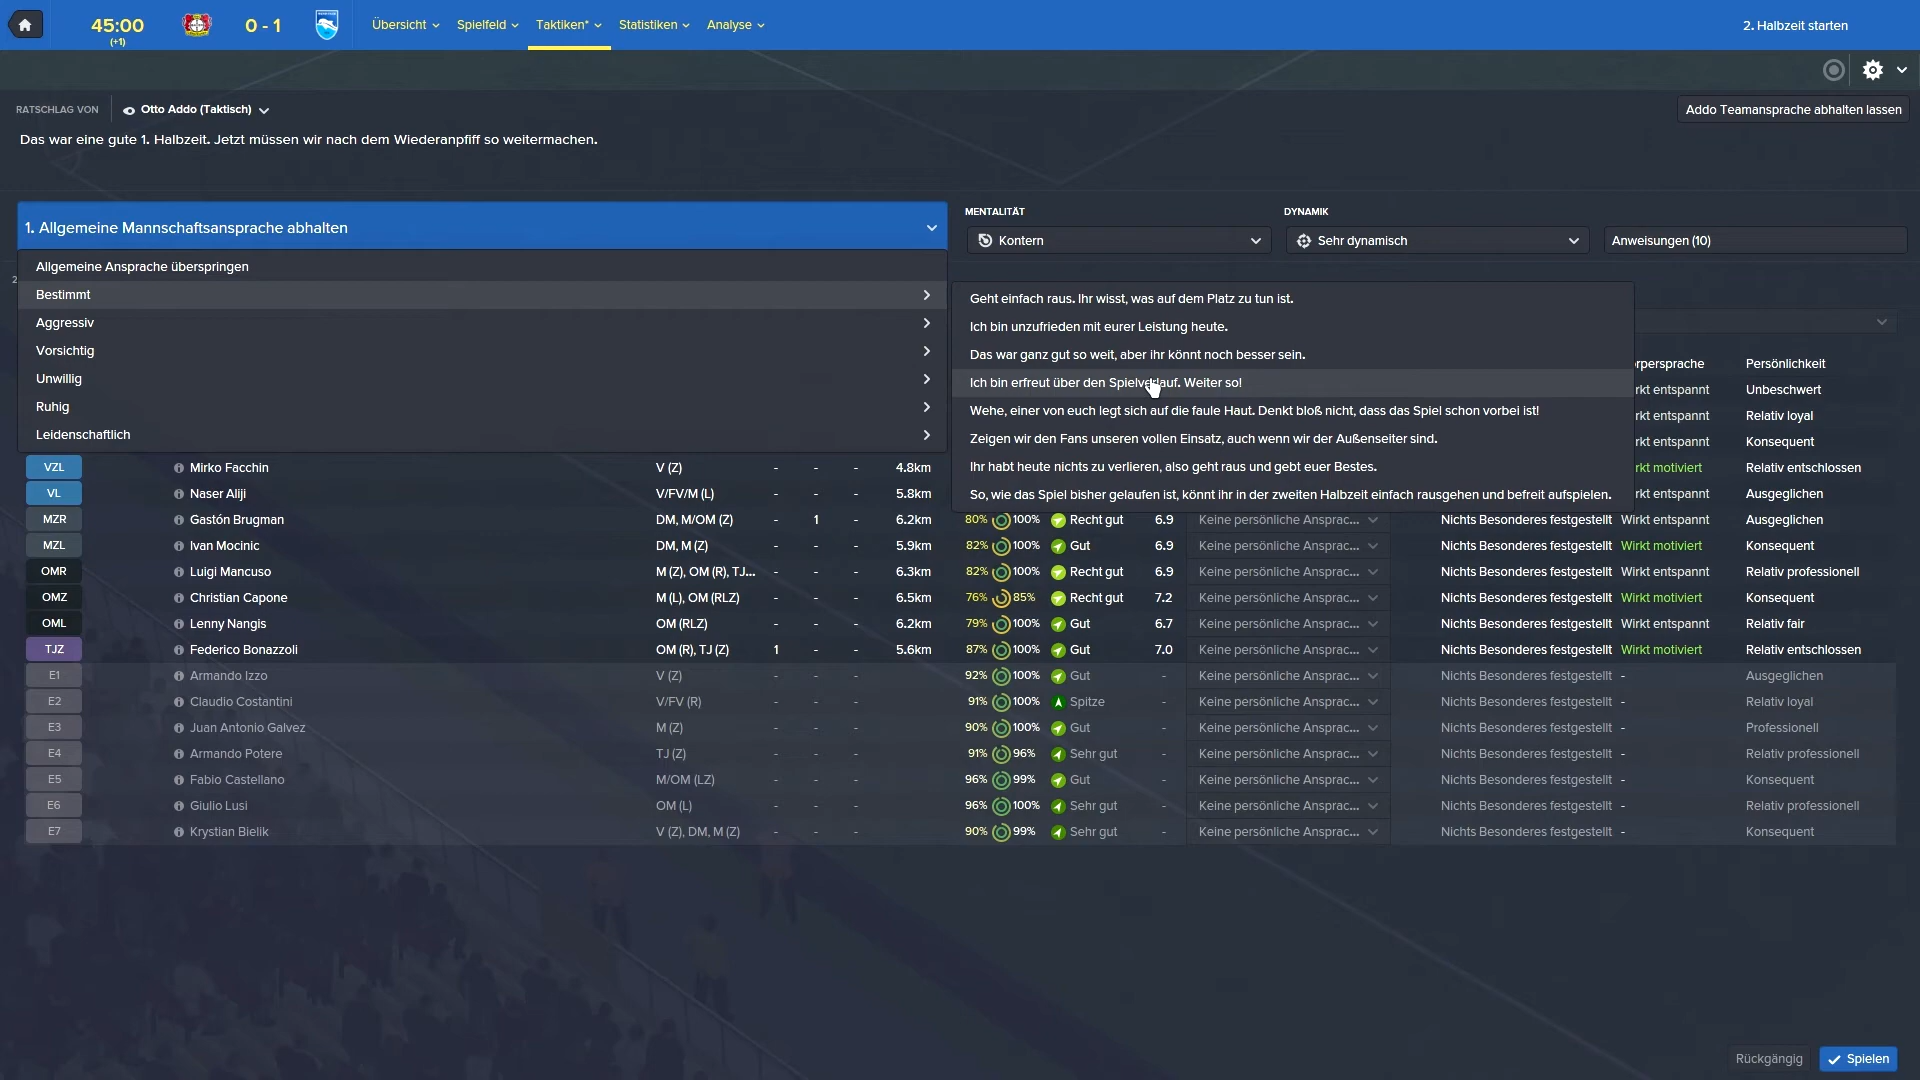 45:00
(+1)
0 - 1
Übersicht
Spielfeld
Taktiken*
Statistiken
Analyse
2. Halbzeit starten
RATSCHLAG VON
Otto Addo (Taktisch)
Addo Teamansprache abhalten lassen
Das war eine gute 1. Halbzeit. Jetzt müssen wir nach dem Wiederanpfiff so weitermachen.
1. Allgemeine Mannschaftsansprache abhalten
MENTALITÄT
DYNAMIK
Kontern
Sehr dynamisch
Anweisungen (10)
Allgemeine Ansprache überspringen
2
Bestimmt
Aggressiv
Vorsichtig
Unwillig
Ruhig
Leidenschaftlich
Geht einfach raus. Ihr wisst, was auf dem Platz zu tun ist.
Ich bin unzufrieden mit eurer Leistung heute.
Das war ganz gut so weit, aber ihr könnt noch besser sein.
Ich bin erfreut über den Spielverlauf. Weiter so!
Wehe, einer von euch legt sich auf die faule Haut. Denkt bloß nicht, dass das Spiel schon vorbei ist!
Zeigen wir den Fans unseren vollen Einsatz, auch wenn wir der Außenseiter sind.
Ihr habt heute nichts zu verlieren, also geht raus und gebt euer Bestes.
So, wie das Spiel bisher gelaufen ist, könnt ihr in der zweiten Halbzeit einfach rausgehen und befreit aufspielen.
rpersprache Persönlichkeit
rkt entspannt Unbeschwert
rkt entspannt Relativ loyal
rkt entspannt Konsequent
VZL Mirko Facchin V (Z) - - - 4.8km rkt motiviert Relativ entschlossen
VL Naser Aliji V/FV/M (L) - - - 5.8km rkt entspannt Ausgeglichen
MZR Gastón Brugman DM, M/OM (Z) - 1 - 6.2km 80% 100% Recht gut 6.9 Keine persönliche Ansprac... Nichts Besonderes festgestellt Wirkt entspannt Ausgeglichen
MZL Ivan Mocinic DM, M (Z) - - - 5.9km 82% 100% Gut 6.9 Keine persönliche Ansprac... Nichts Besonderes festgestellt Wirkt motiviert Konsequent
OMR Luigi Mancuso M (Z), OM (R), TJ... - - - 6.3km 82% 100% Recht gut 6.9 Keine persönliche Ansprac... Nichts Besonderes festgestellt Wirkt entspannt Relativ professionell
OMZ Christian Capone M (L), OM (RLZ) - - - 6.5km 76% 85% Recht gut 7.2 Keine persönliche Ansprac... Nichts Besonderes festgestellt Wirkt motiviert Konsequent
OML Lenny Nangis OM (RLZ) - - - 6.2km 79% 100% Gut 6.7 Keine persönliche Ansprac... Nichts Besonderes festgestellt Wirkt entspannt Relativ fair
TJZ Federico Bonazzoli OM (R), TJ (Z) 1 - - 5.6km 87% 100% Gut 7.0 Keine persönliche Ansprac... Nichts Besonderes festgestellt Wirkt motiviert Relativ entschlossen
E1 Armando Izzo V (Z) - - - 92% 100% Gut - Keine persönliche Ansprac... Nichts Besonderes festgestellt - Ausgeglichen
E2 Claudio Costantini V/FV (R) - - - 91% 100% Spitze - Keine persönliche Ansprac... Nichts Besonderes festgestellt - Relativ loyal
E3 Juan Antonio Galvez M (Z) - - - 90% 100% Gut - Keine persönliche Ansprac... Nichts Besonderes festgestellt - Professionell
E4 Armando Potere TJ (Z) - - - 91% 96% Sehr gut - Keine persönliche Ansprac... Nichts Besonderes festgestellt - Relativ professionell
E5 Fabio Castellano M/OM (LZ) - - - 96% 99% Gut - Keine persönliche Ansprac... Nichts Besonderes festgestellt - Konsequent
E6 Giulio Lusi OM (L) - - - 96% 100% Sehr gut - Keine persönliche Ansprac... Nichts Besonderes festgestellt - Relativ professionell
E7 Krystian Bielik V (Z), DM, M (Z) - - - 90% 99% Sehr gut - Keine persönliche Ansprac... Nichts Besonderes festgestellt - Konsequent
Rückgängig
Spielen